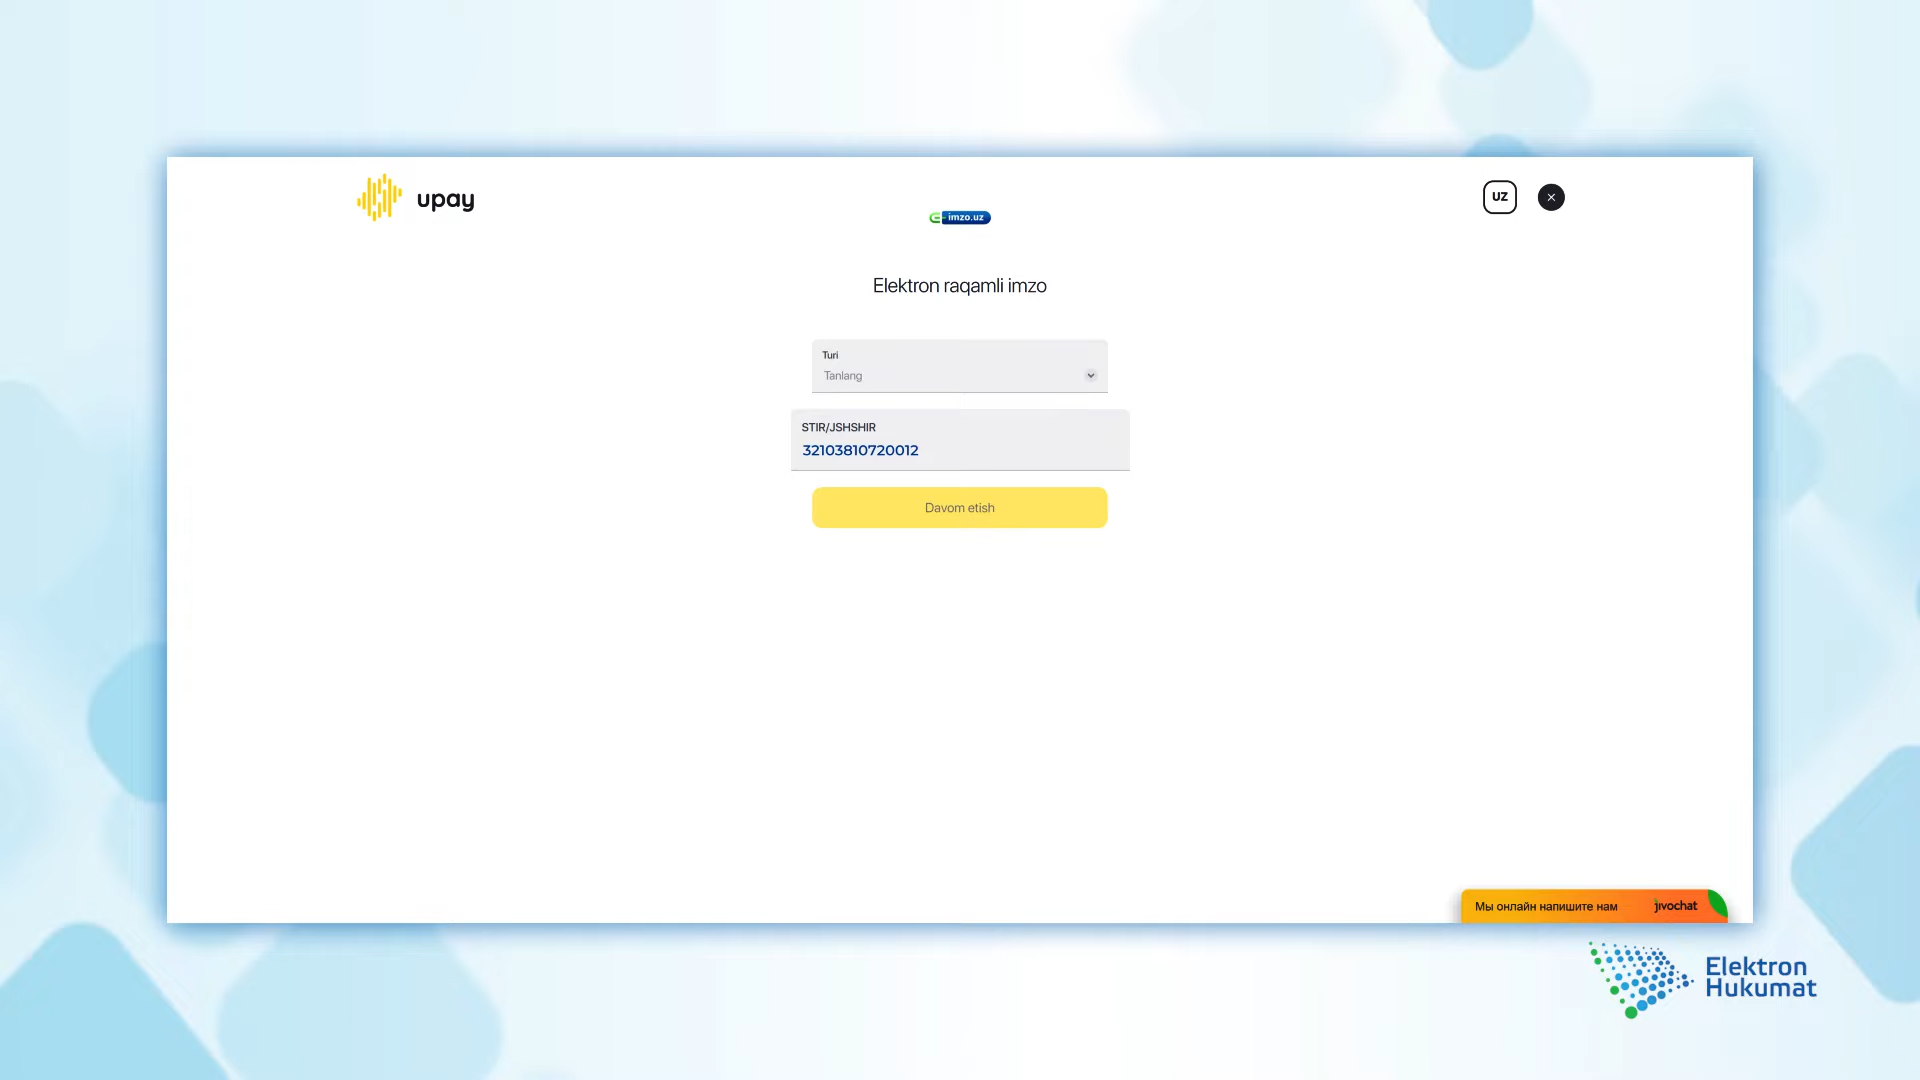 upay
UZ
e-imzo.uz
Elektron raqamli imzo
Turi
Tanlang
STIR/JSHSHIR
32103810720012
Davom etish
Мы онлайн напишите нам jivochat
Elektron
Hukumat